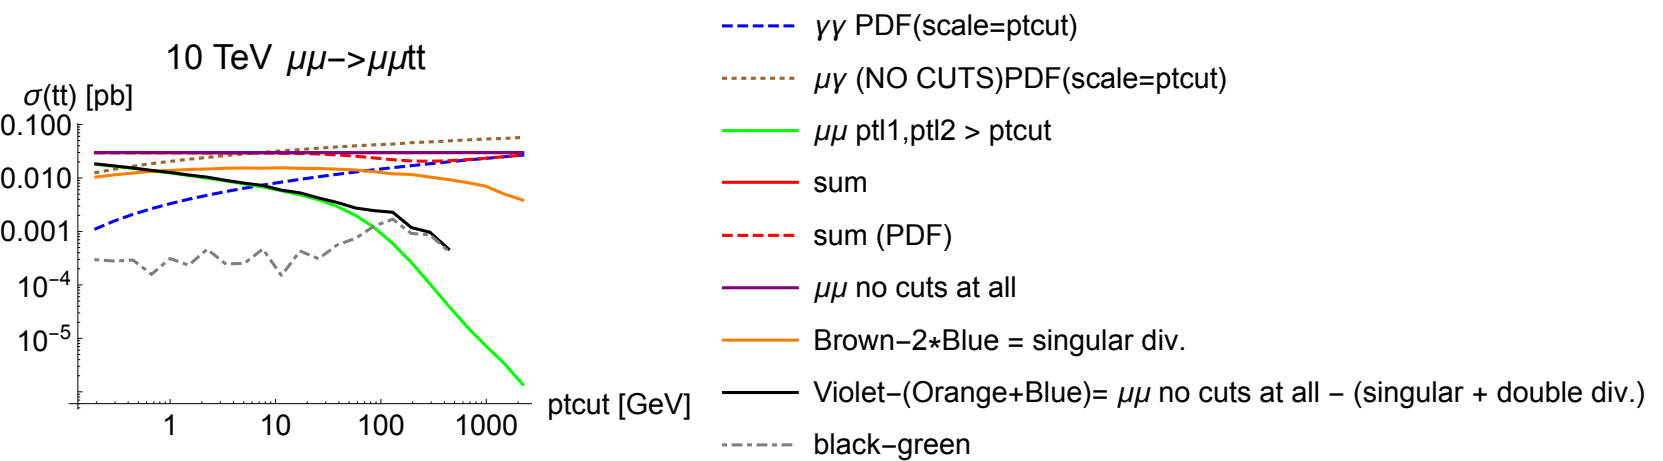 10 TeV μμ−>μμtt
σ(tt) [pb]
0.100
0.010
0.001
10−4
10−5
1 10 100 1000
ptcut [GeV]
γγ PDF(scale=ptcut)
μγ (NO CUTS)PDF(scale=ptcut)
μμ ptl1,ptl2 > ptcut
sum
sum (PDF)
μμ no cuts at all
Brown−2*Blue = singular div.
Violet−(Orange+Blue)= μμ no cuts at all − (singular + double div.)
black−green